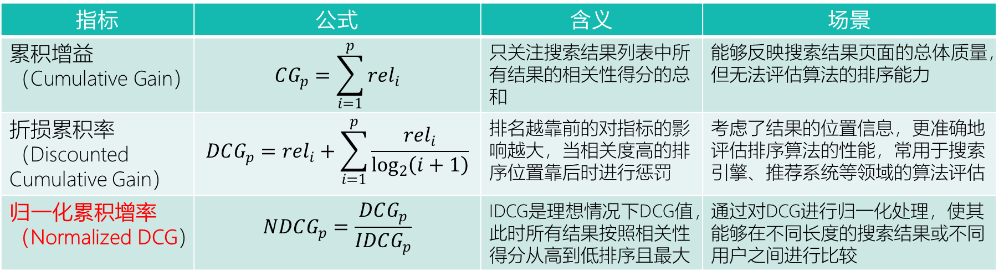 指标 公式 含义 场景
累积增益
（Cumulative Gain）
CG_p = \sum_{i=1}^{p} rel_i
只关注搜索结果列表中所
有结果的相关性得分的总
和
能够反映搜索结果页面的总体质量，
但无法评估算法的排序能力
折损累积率
（Discounted
Cumulative Gain）
DCG_p = rel_i + \sum_{i=1}^{p} \frac{rel_i}{\log_2(i+1)}
排名越靠前的对指标的影
响越大，当相关度高的排
序位置靠后时进行惩罚
考虑了结果的位置信息，更准确地
评估排序算法的性能，常用于搜索
引擎、推荐系统等领域的算法评估
归一化累积增率
（Normalized DCG）
NDCG_p = \frac{DCG_p}{IDCG_p}
IDCG是理想情况下DCG值，
此时所有结果按照相关性
得分从高到低排序且最大
通过对DCG进行归一化处理，使其
能够在不同长度的搜索结果或不同
用户之间进行比较